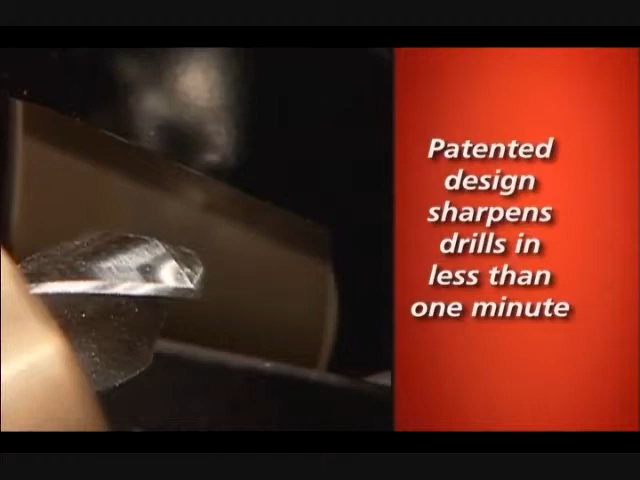 Patented
design
sharpens
drills in
less than
one minute